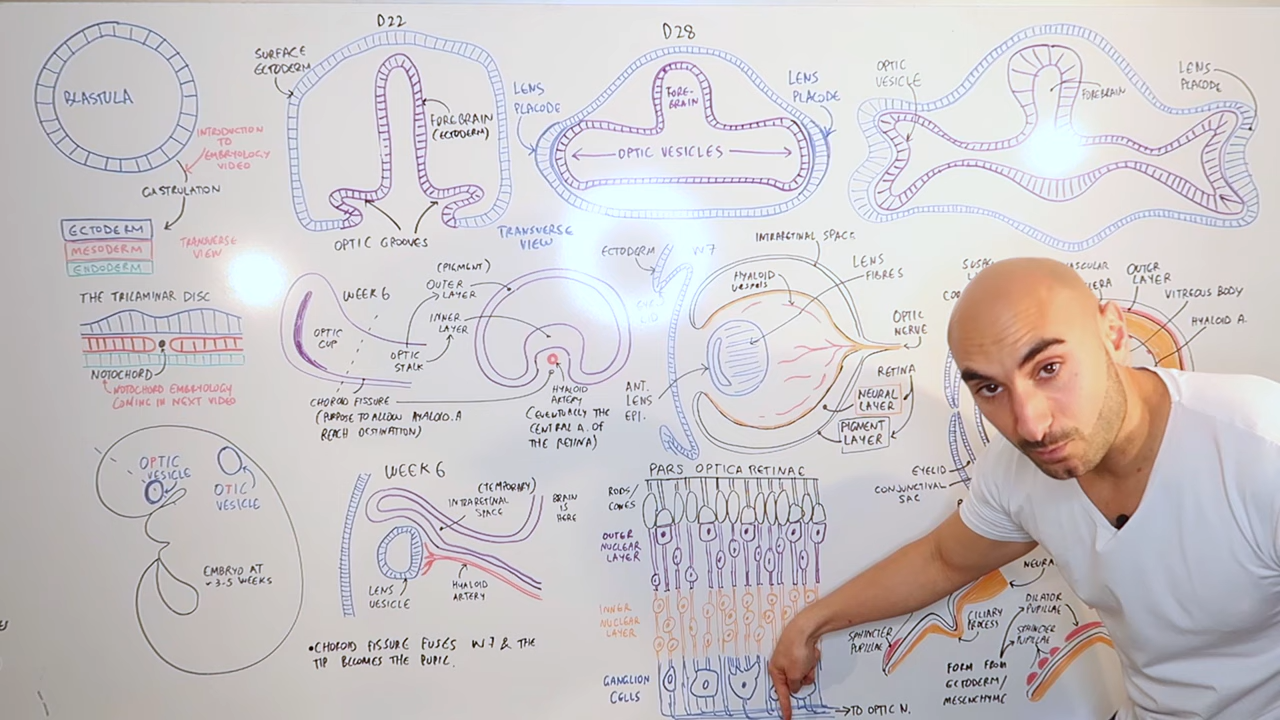 BLASTULA
INTRODUCTION
TO
EMBRYOLOGY
VIDEO
GASTRULATION
ECTODERM
MESODERM
ENDODERM
TRANSVERSE
VIEW
THE TRILAMINAR DISC
NOTOCHORD
NOTOCHORD EMBRYOLOGY
COMING IN NEXT VIDEO
D22
SURFACE
ECTODERM
FOREBRAIN
(ECTODERM)
OPTIC GROOVES
D28
LENS
PLACODE
FORE-
BRAIN
LENS
PLACODE
OPTIC VESICLES
TRANSVERSE
VIEW
OPTIC
VESICLE
FOREBRAIN
LENS
PLACODE
WEEK 6
OPTIC
CUP
(PIGMENT)
OUTER
LAYER
INNER
LAYER
OPTIC
STALK
CHOROID FISSURE
(PURPOSE TO ALLOW HYALOID. A
REACH DESTINATION)
HYALOID
ARTERY
(EVENTUALLY THE
CENTRAL A. OF
THE RETINA)
ECTODERM
W7
INTRARETINAL SPACE
HYALOID
VESSELS
LENS
FIBRES
OPTIC
NERVE
ANT.
LENS
EPI.
RETINA
NEURAL
LAYER
PIGMENT
LAYER
OUTER
LAYER
VITREOUS BODY
HYALOID A.
EYELID
CONJUNCTIVAL
SAC
OPTIC
VESICLE
OTIC
VESICLE
EMBRYO AT
~3.5 WEEKS
WEEK 6
(TEMPORARY)
INTARETINAL
SPACE
BRAIN
IS
HERE
LENS
VESICLE
HYALOID
ARTERY
•CHOROID FISSURE FUSES W7 & THE
TIP BECOMES THE PUPIL.
PARS OPTICA RETINAE
RODS/
CONES
OUTER
NUCLEAR
LAYER
INNER
NUCLEAR
LAYER
GANGLION
CELLS
TO OPTIC N.
SPHINCTER
PUPILLAE
CILIARY
PROCESS
DILATOR
PUPILLAE
SPHINCTER
PUPILLAE
FORM FROM
ECTODERM/
MESENCHYME